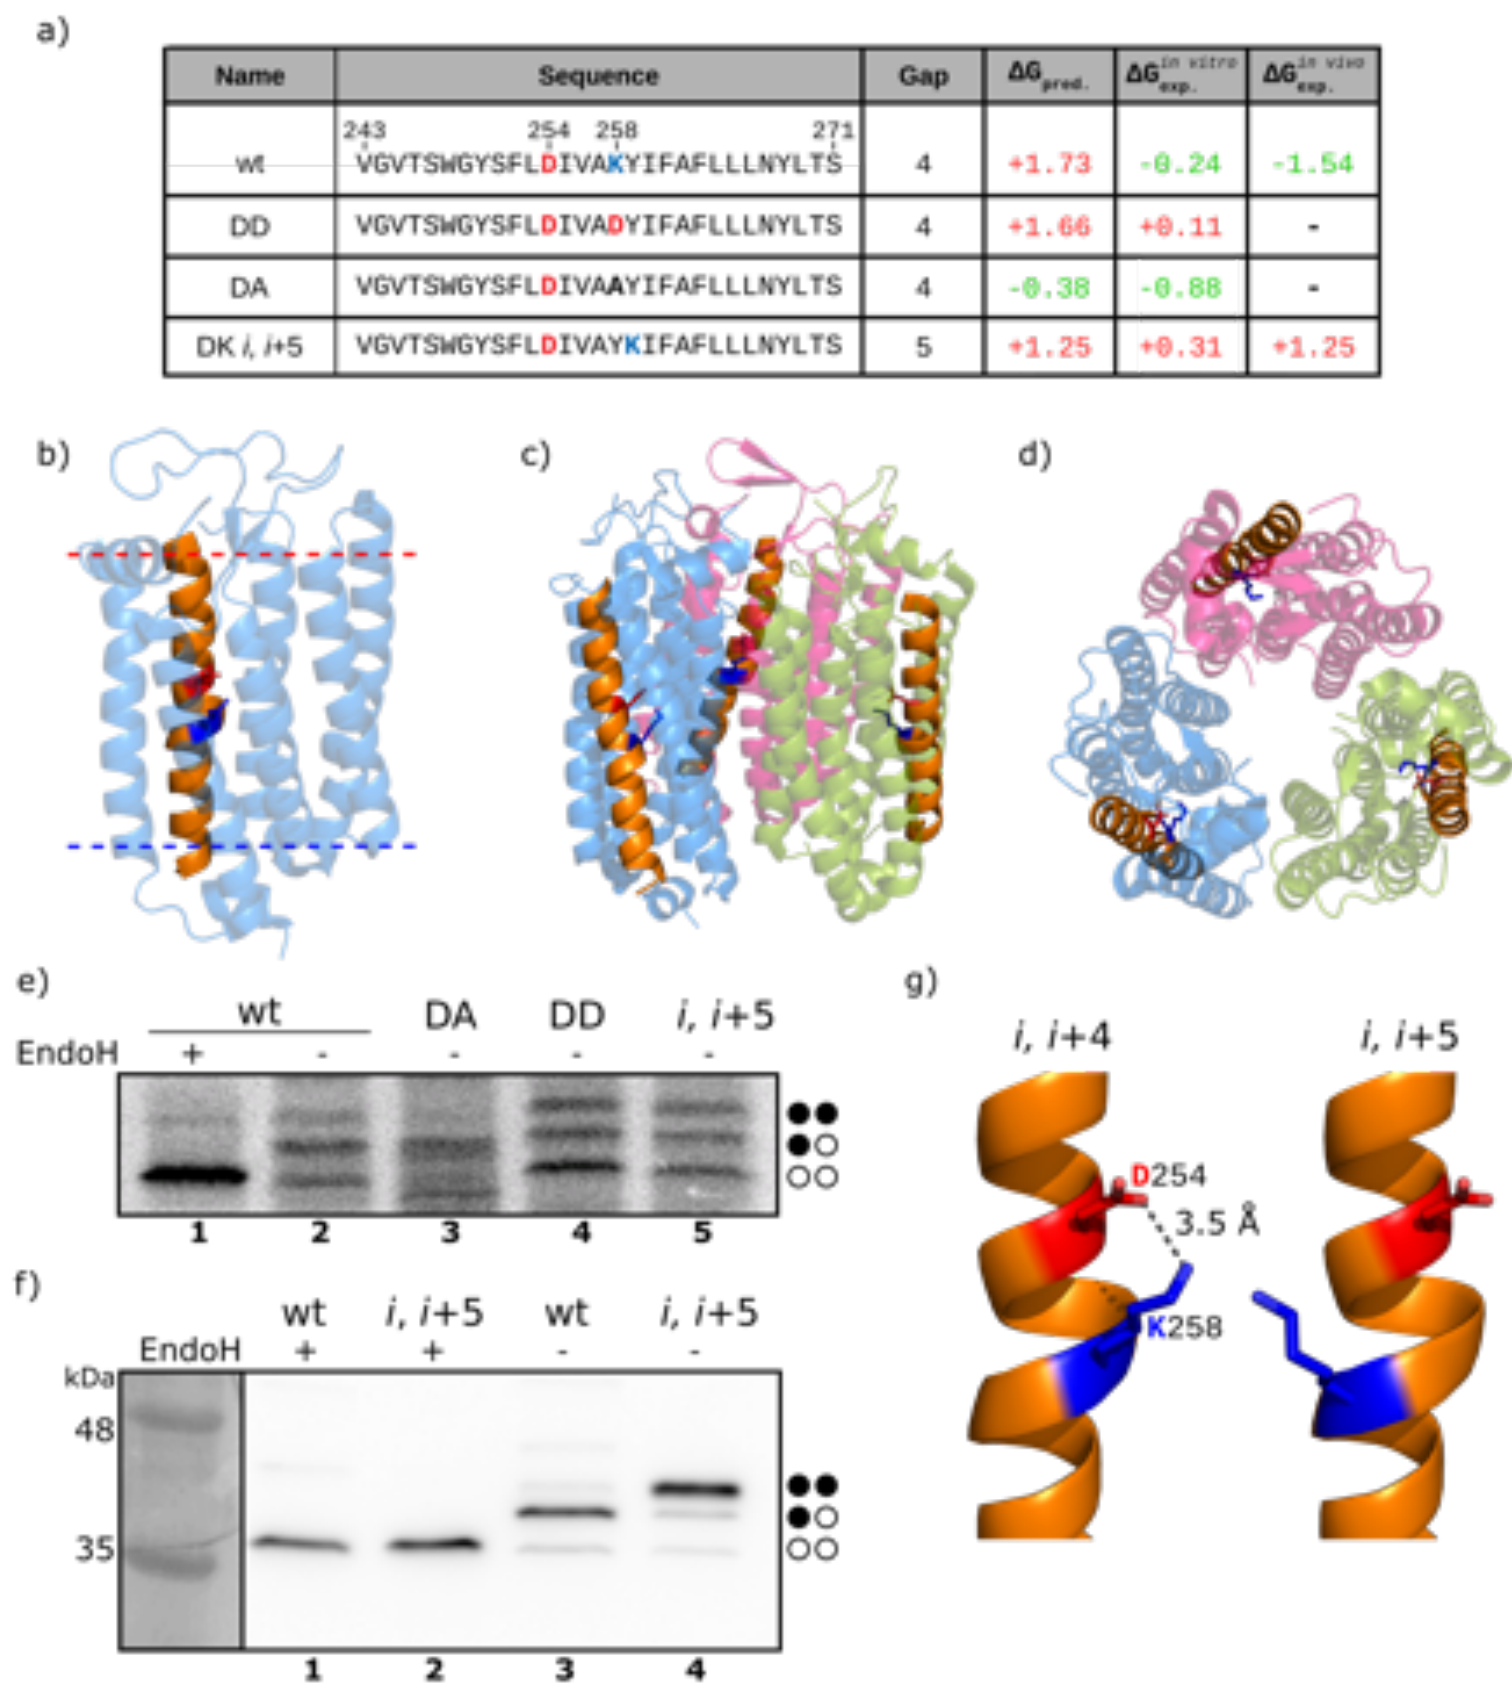 a)
Name Sequence Gap ΔGpred. ΔGexp.in vitro ΔGexp.in vivo
243 254 258 271
wt VGVTSWGYSFLDIVAKYIFAFLLLNYLTS 4 +1.73 -0.24 -1.54
DD VGVTSWGYSFLDIVADYIFAFLLLNYLTS 4 +1.66 +0.11 -
DA VGVTSWGYSFLDIVAAYIFAFLLLNYLTS 4 -0.38 -0.88 -
DK i, i+5 VGVTSWGYSFLDIVAYKIFAFLLLNYLTS 5 +1.25 +0.31 +1.25
b) c) d)
e)
wt DA DD i, i+5
EndoH + - - - -
1 2 3 4 5
f)
wt i, i+5 wt i, i+5
EndoH + + - -
kDa
48
35
1 2 3 4
g)
i, i+4 i, i+5
D254
3.5 Å
K258